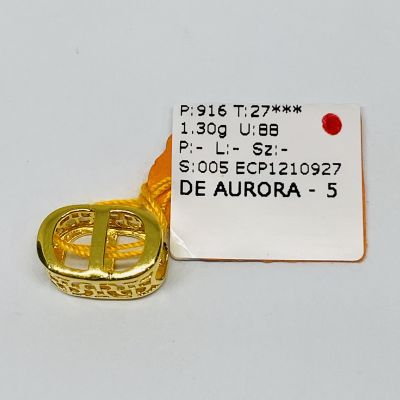 P:916 T:27***
1.30g U:88
P:- L:- Sz:-
S:005 ECP1210927
DE AURORA - 5